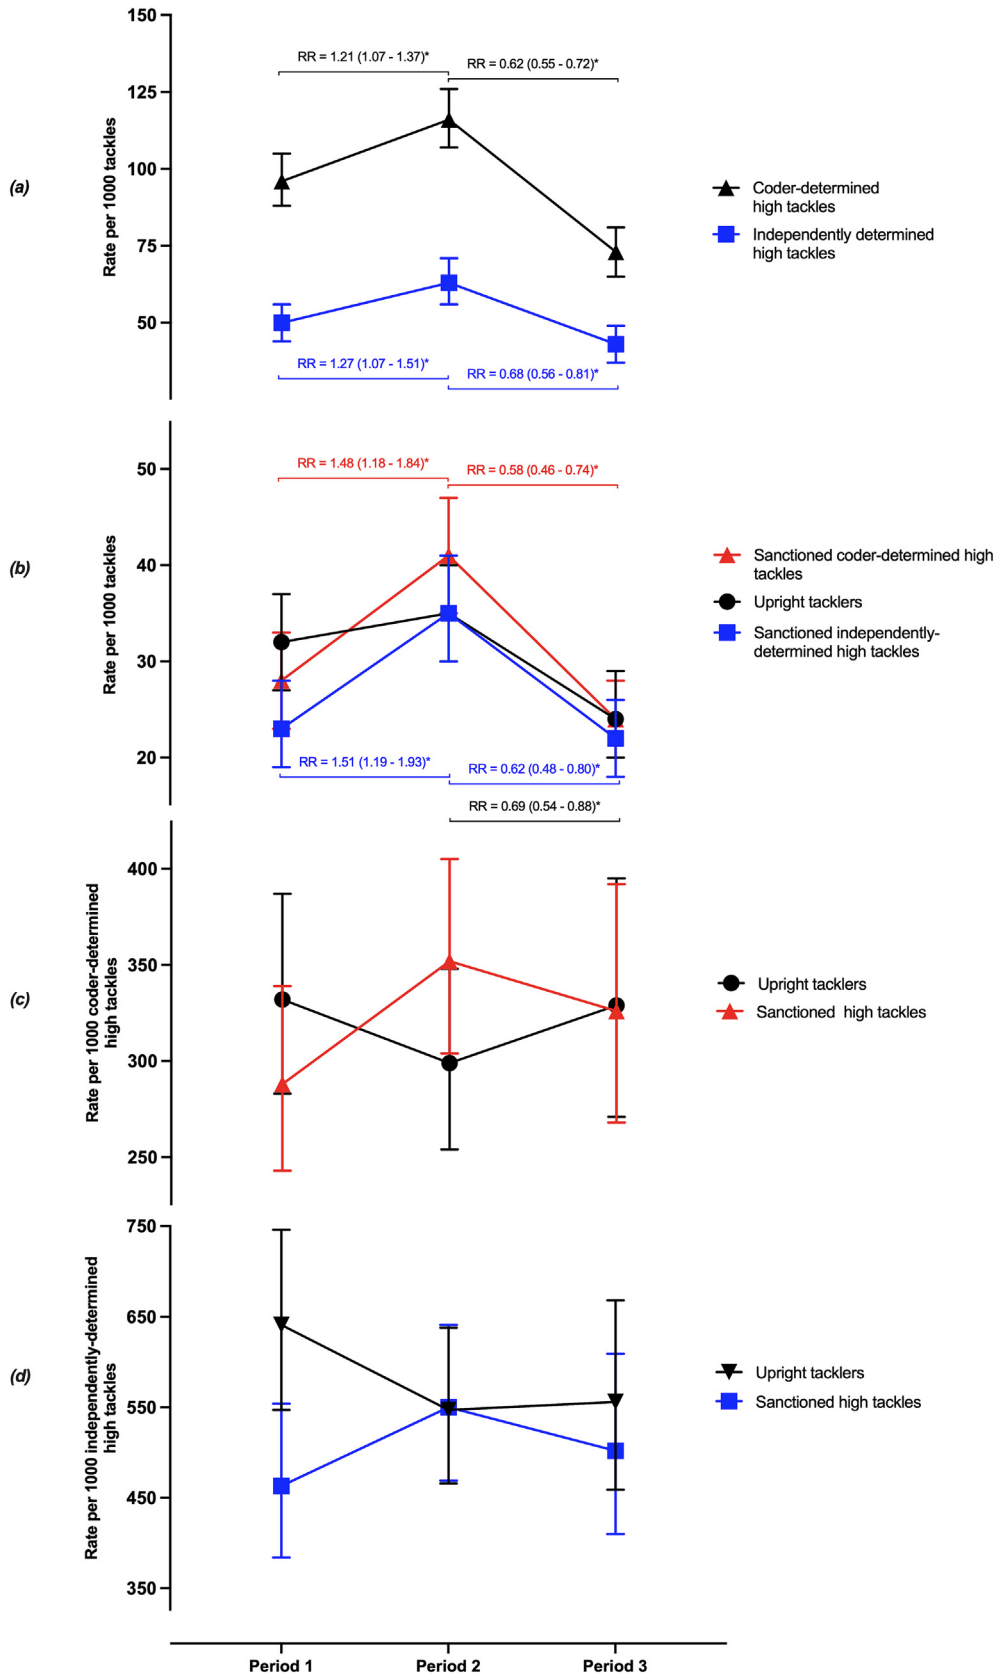 (a)
Rate per 1000 tackles
150
125
100
75
50
RR = 1.21 (1.07 - 1.37)*
RR = 0.62 (0.55 - 0.72)*
RR = 1.27 (1.07 - 1.51)*
RR = 0.68 (0.56 - 0.81)*
Coder-determined
high tackles
Independently determined
high tackles
(b)
Rate per 1000 tackles
50
40
30
20
RR = 1.48 (1.18 - 1.84)*
RR = 0.58 (0.46 - 0.74)*
RR = 1.51 (1.19 - 1.93)*
RR = 0.62 (0.48 - 0.80)*
RR = 0.69 (0.54 - 0.88)*
Sanctioned coder-determined high
tackles
Upright tacklers
Sanctioned independently-
determined high tackles
(c)
Rate per 1000 coder-determined
high tackles
400
350
300
250
Upright tacklers
Sanctioned high tackles
(d)
Rate per 1000 independently-determined
high tackles
750
650
550
450
350
Upright tacklers
Sanctioned high tackles
Period 1
Period 2
Period 3